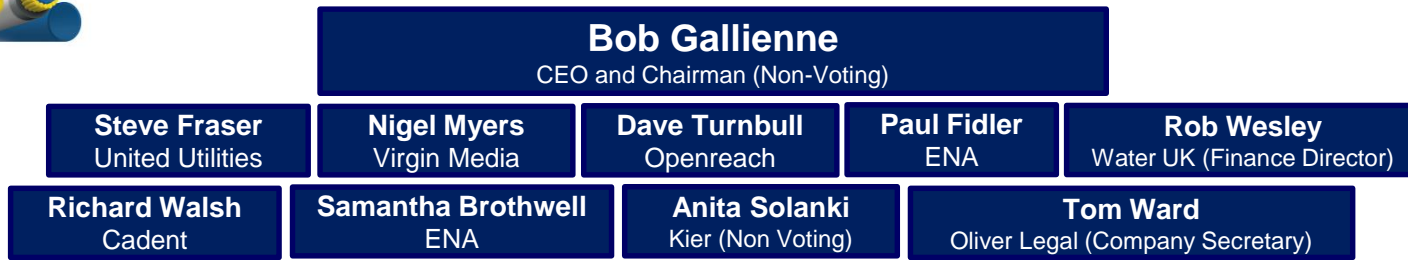 Bob Gallienne
CEO and Chairman (Non-Voting)
Steve Fraser
United Utilities
Nigel Myers
Virgin Media
Dave Turnbull
Openreach
Paul Fidler
ENA
Rob Wesley
Water UK (Finance Director)
Richard Walsh
Cadent
Samantha Brothwell
ENA
Anita Solanki
Kier (Non Voting)
Tom Ward
Oliver Legal (Company Secretary)